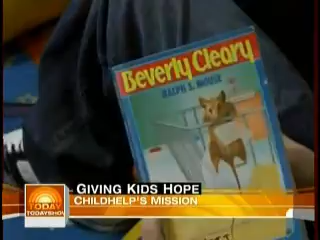 Beverly Cleary
RALPH S. MOUSE
GIVING KIDS HOPE
CHILDHELP'S MISSION
TODAY
TODAYSHOW